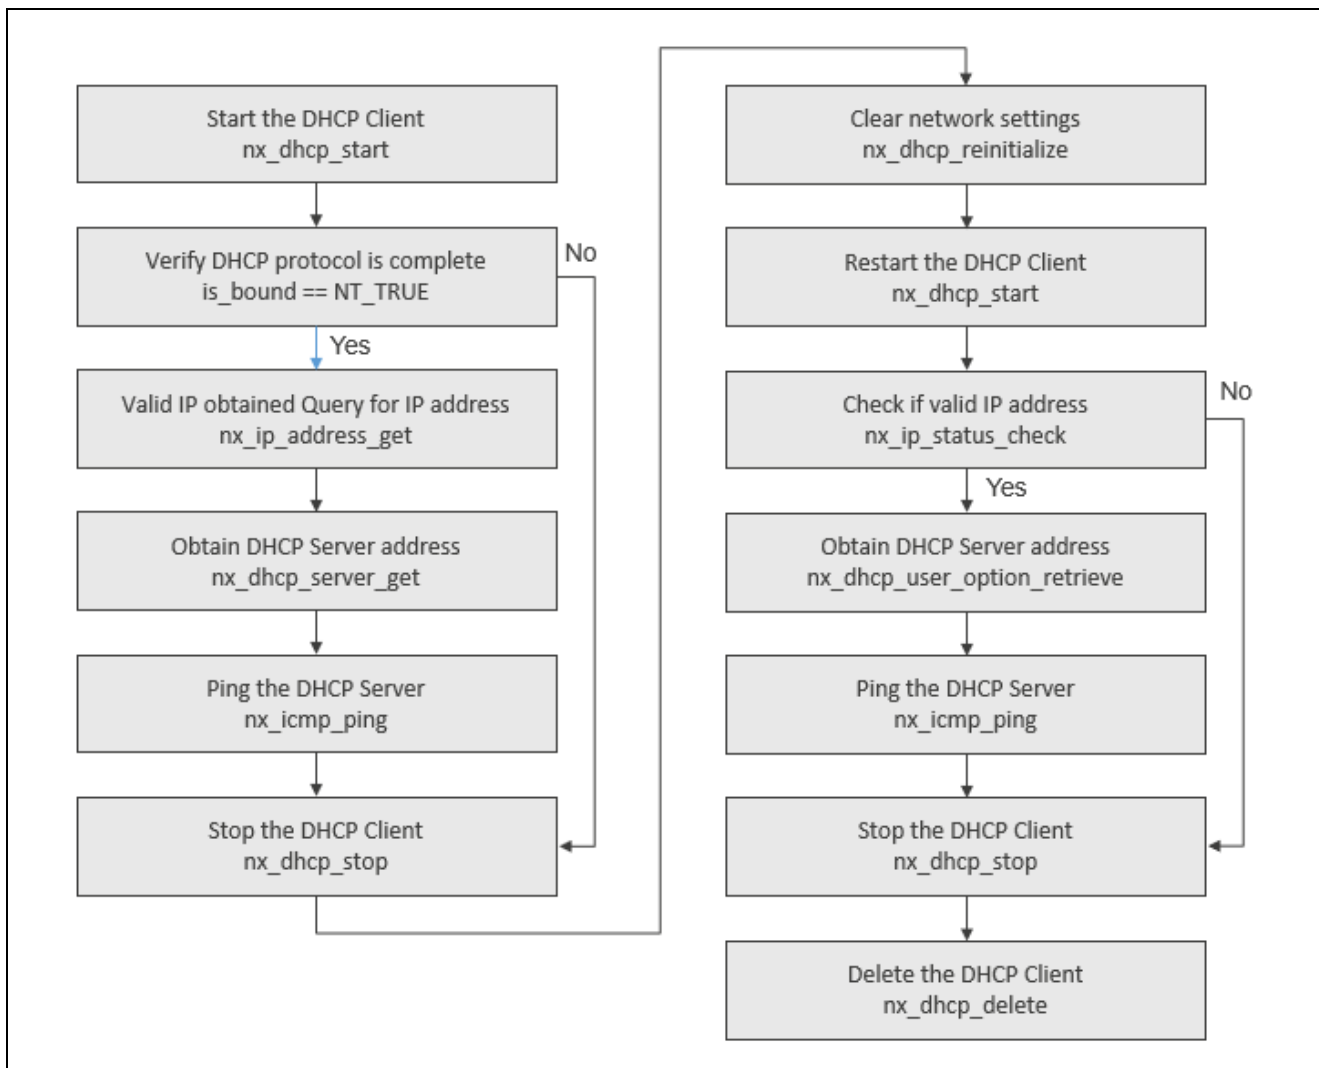 Start the DHCP Client
nx_dhcp_start
Verify DHCP protocol is complete
is_bound == NT_TRUE
No
Yes
Valid IP obtained Query for IP address
nx_ip_address_get
Obtain DHCP Server address
nx_dhcp_server_get
Ping the DHCP Server
nx_icmp_ping
Stop the DHCP Client
nx_dhcp_stop
Clear network settings
nx_dhcp_reinitialize
Restart the DHCP Client
nx_dhcp_start
Check if valid IP address
nx_ip_status_check
No
Yes
Obtain DHCP Server address
nx_dhcp_user_option_retrieve
Ping the DHCP Server
nx_icmp_ping
Stop the DHCP Client
nx_dhcp_stop
Delete the DHCP Client
nx_dhcp_delete